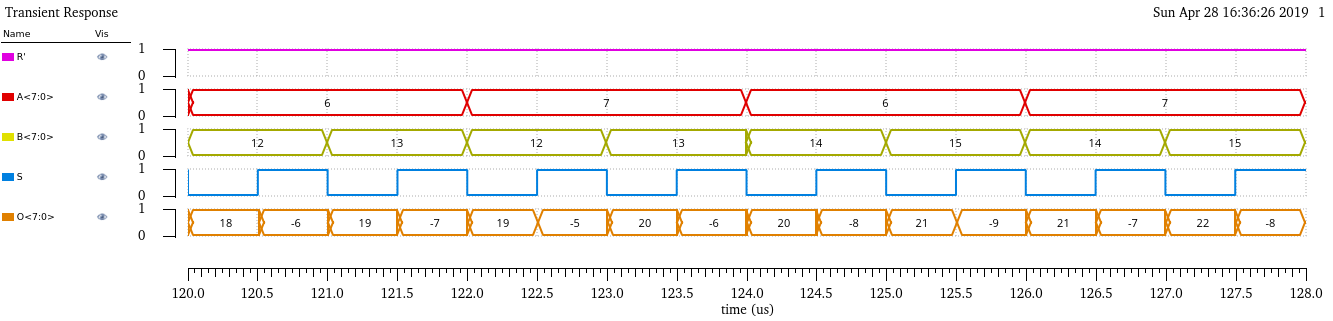 Transient Response Sun Apr 28 16:36:26 2019 1
Name Vis
R' 1 0
A<7:0> 1 0 6 7 6 7
B<7:0> 1 0 12 13 12 13 14 15 14 15
S 1 0
O<7:0> 1 0 18 -6 19 -7 19 -5 20 -6 20 -8 21 -9 21 -7 22 -8
120.0 120.5 121.0 121.5 122.0 122.5 123.0 123.5 124.0 124.5 125.0 125.5 126.0 126.5 127.0 127.5 128.0
time (us)